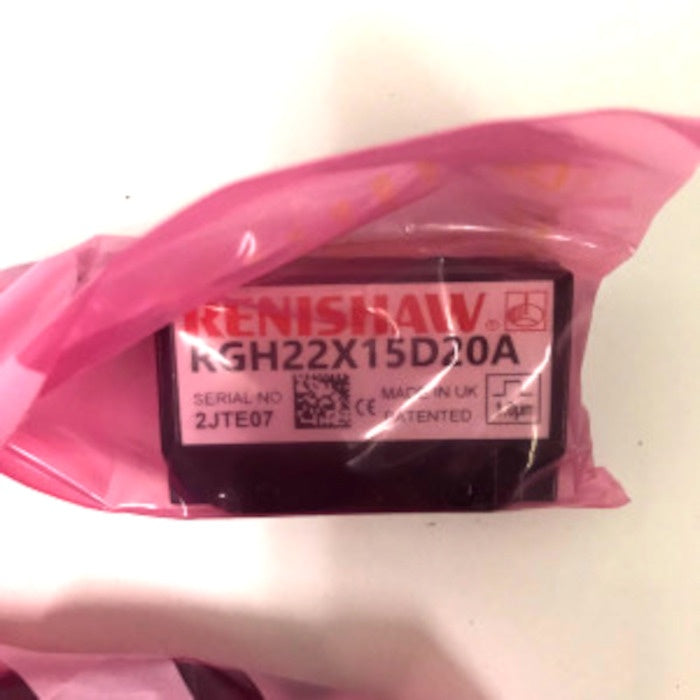 RENISHAW®
RGH22X15D20A
SERIAL NO
2JTE07
CE
MADE IN UK
PATENTED